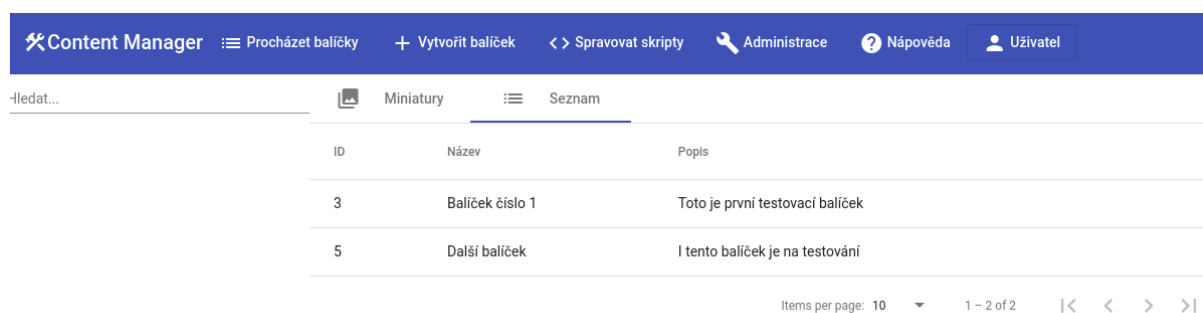 Content Manager Procházet balíčky Vytvořit balíček Spravovat skripty Administrace Nápověda Uživatel
Hledat... Miniatury Seznam
ID Název Popis
3 Balíček číslo 1 Toto je první testovací balíček
5 Další balíček I tento balíček je na testování
Items per page: 10 1 – 2 of 2